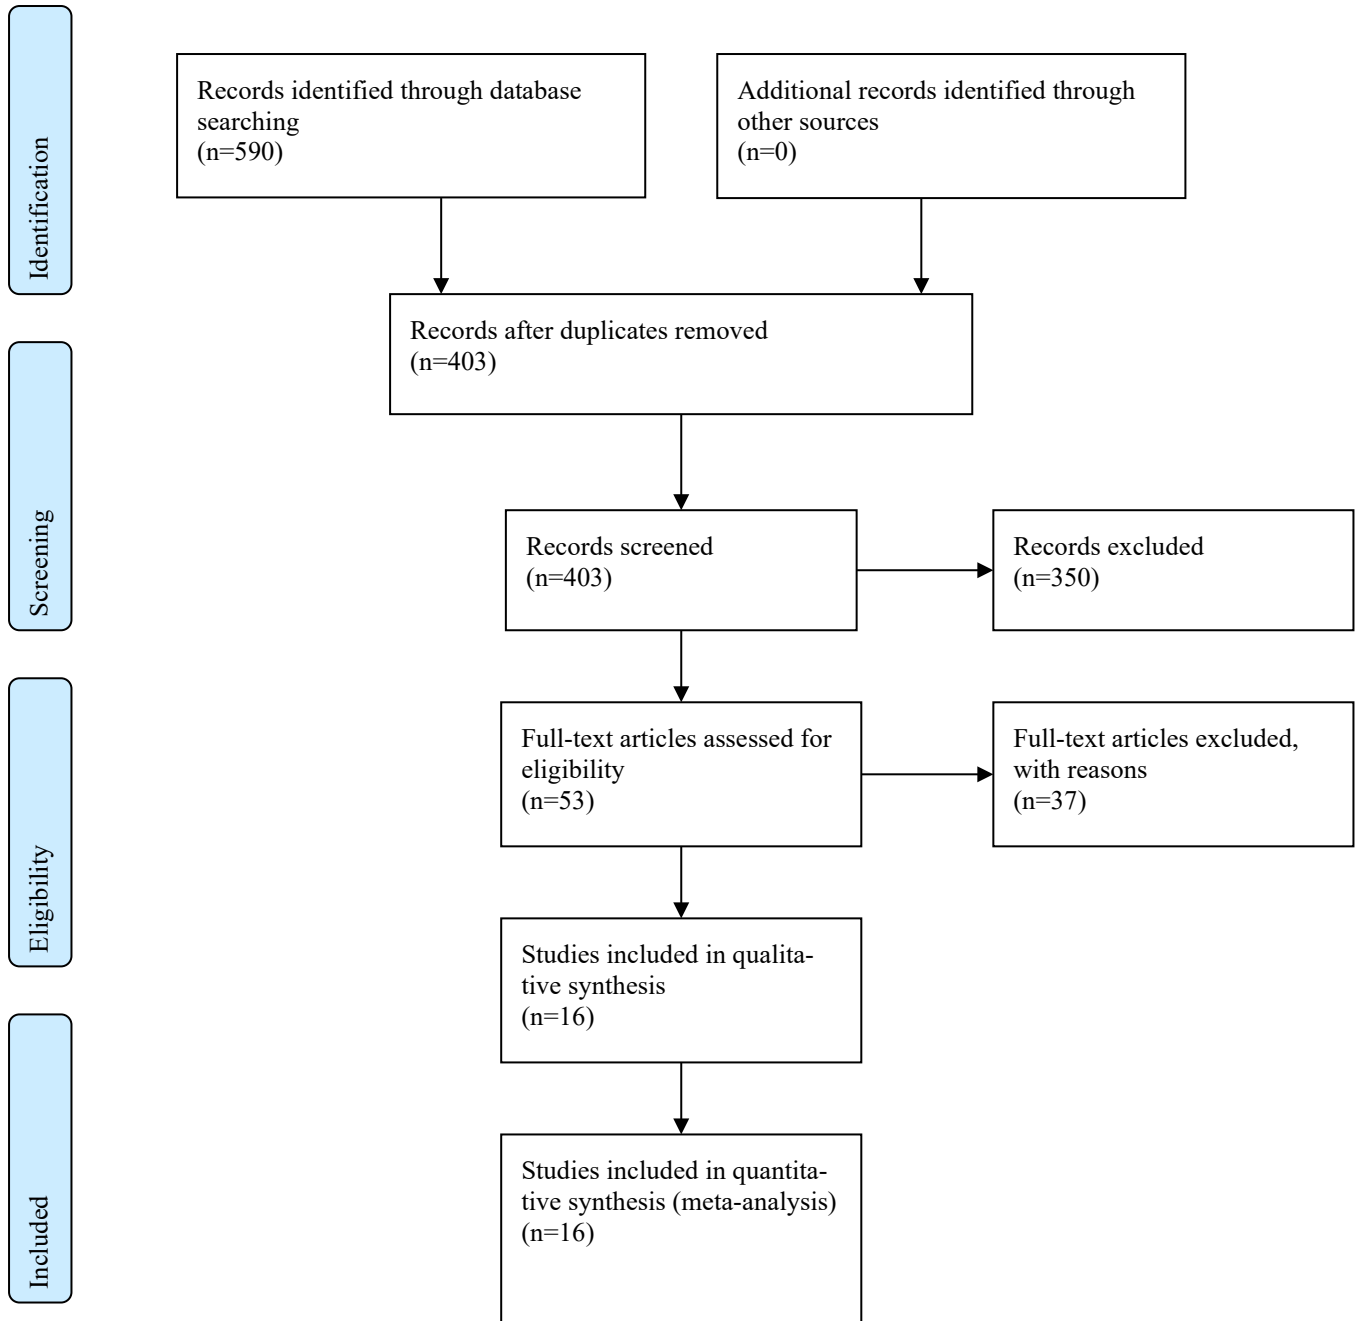 Identification
Records identified through database
searching
(n=590)
Additional records identified through
other sources
(n=0)
Records after duplicates removed
(n=403)
Screening
Records screened
(n=403)
Records excluded
(n=350)
Eligibility
Full-text articles assessed for
eligibility
(n=53)
Full-text articles excluded,
with reasons
(n=37)
Studies included in qualita-
tive synthesis
(n=16)
Included
Studies included in quantita-
tive synthesis (meta-analysis)
(n=16)